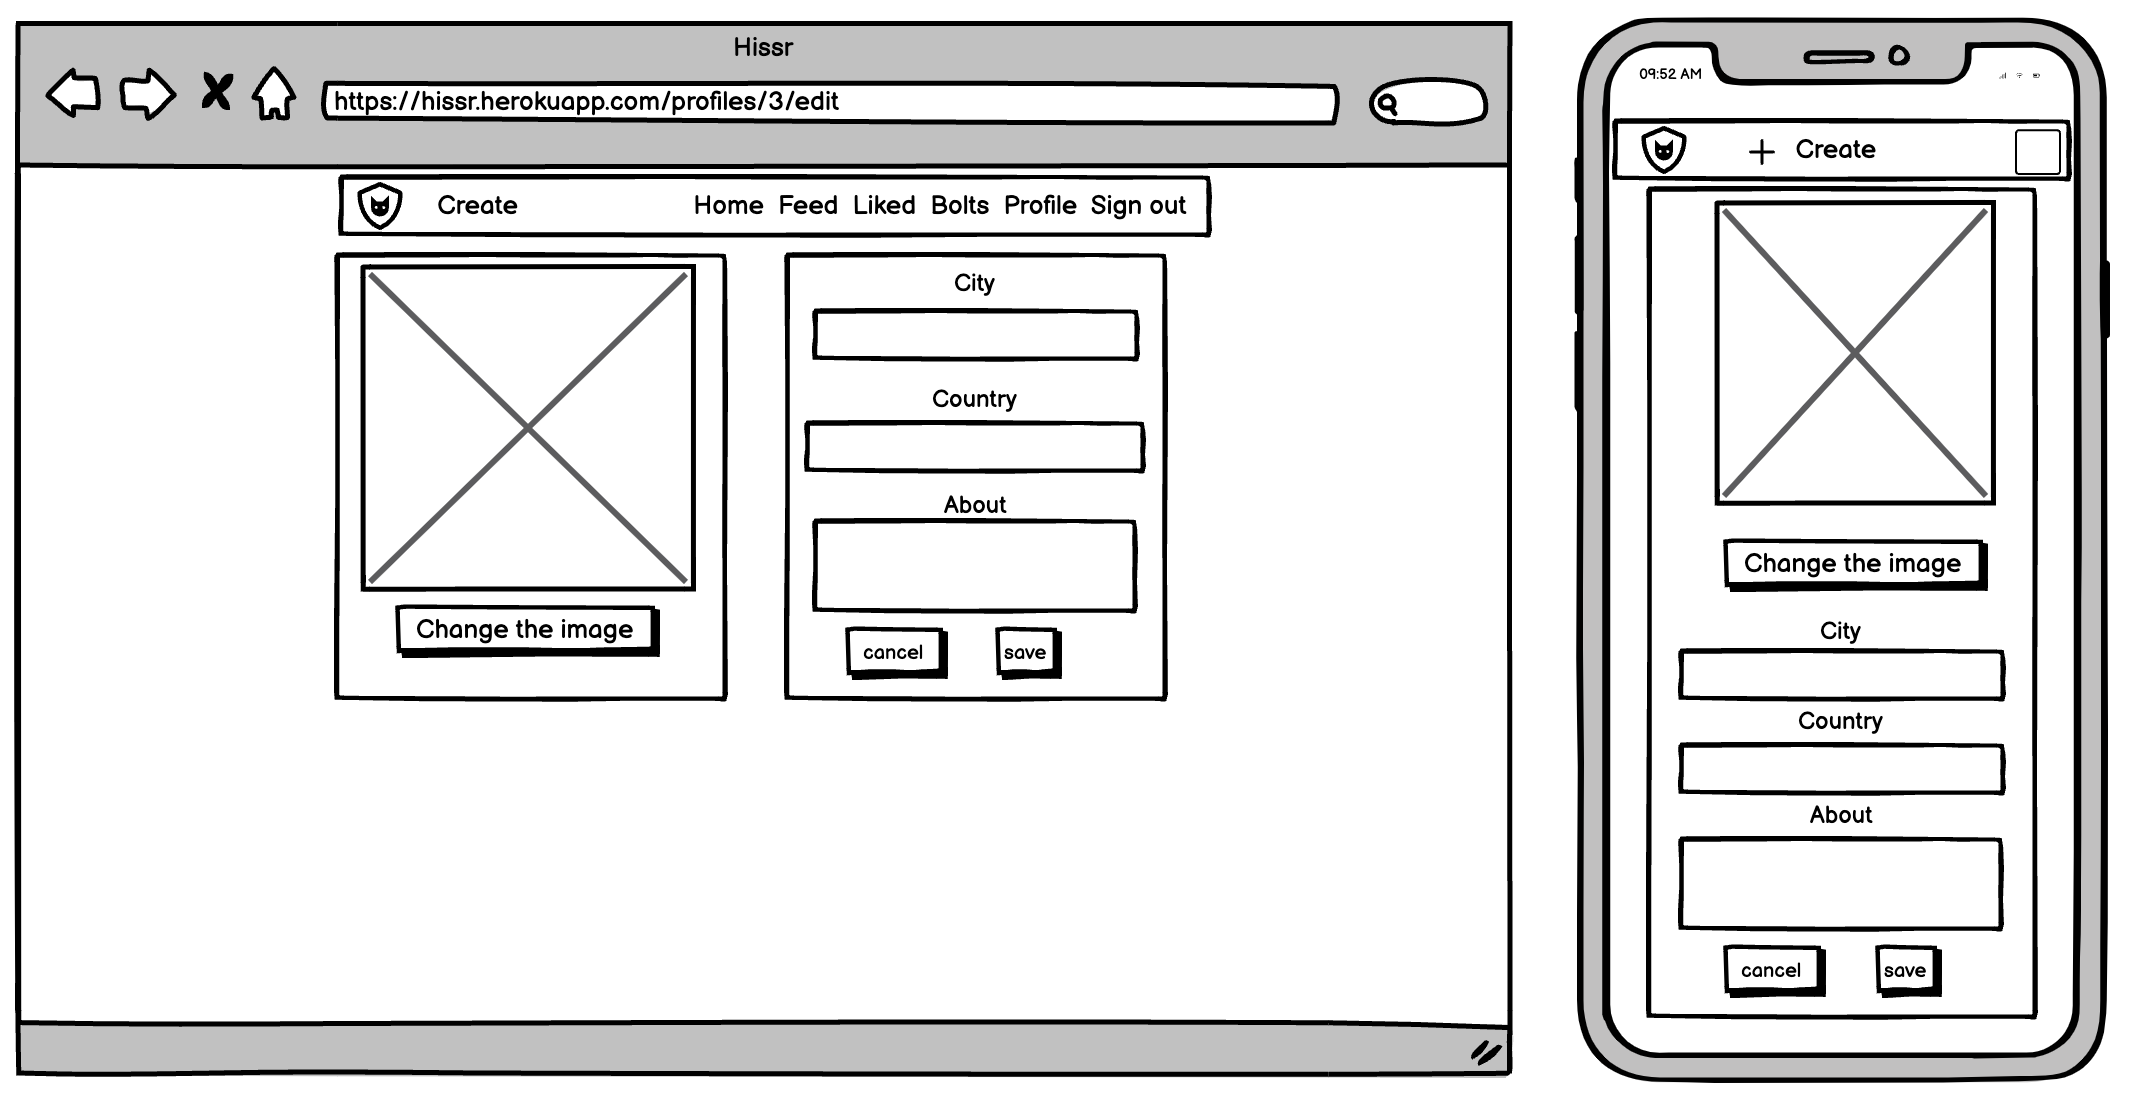 Hissr
https://hissr.herokuapp.com/profiles/3/edit
Create Home Feed Liked Bolts Profile Sign out
City
Country
About
Change the image
cancel save
09:52 AM
+ Create
Change the image
City
Country
About
cancel save